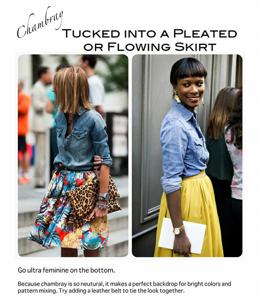 Chambray
TUCKED INTO A PLEATED
OR FLOWING SKIRT
Go ultra feminine on the bottom.
Because chambray is so neutural, it makes a perfect backdrop for bright colors and
pattern mixing. Try adding a leather belt to tie the look together.